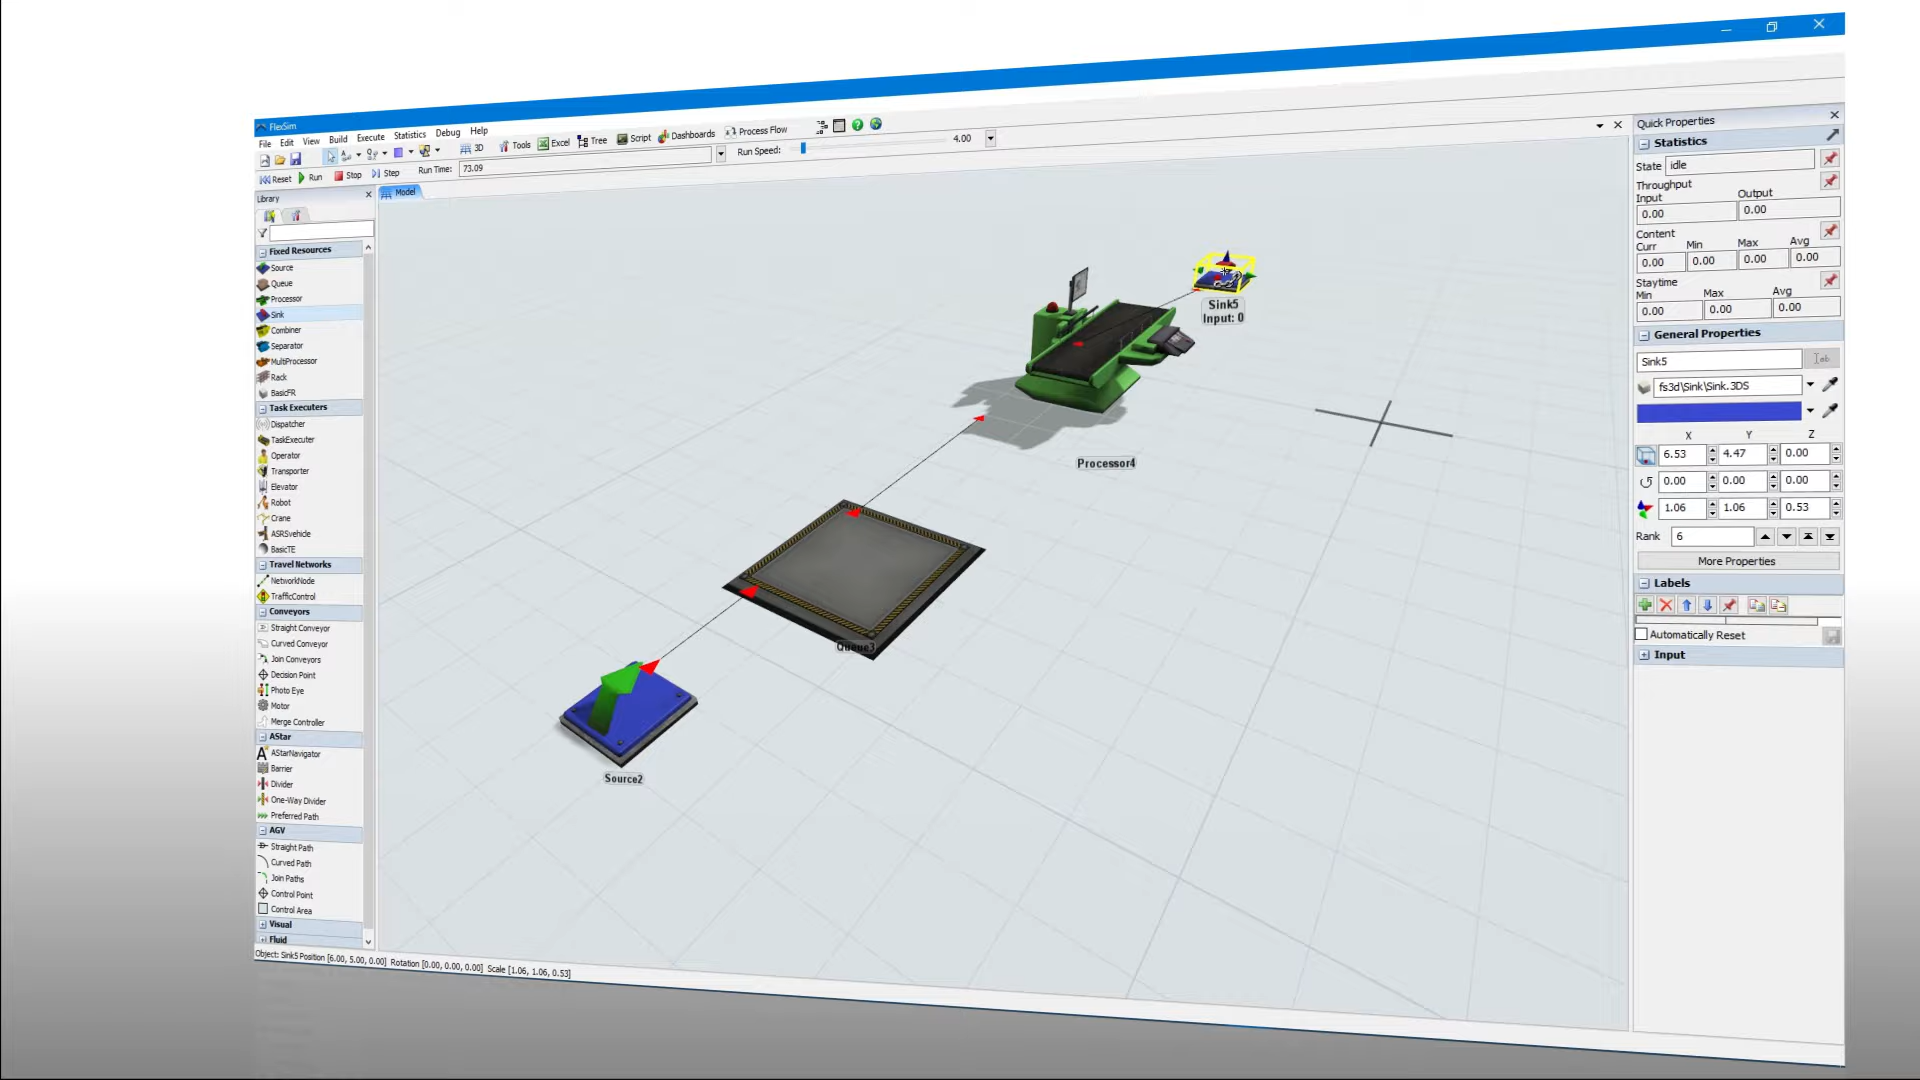 FlexSim
File Edit View Build Execute Statistics Debug Help
3D Tools Excel Tree Script Dashboards Process Flow
Reset Run Stop Step Run Time: 73.09 Run Speed: 4.00
Library
Model
Fixed Resources
Source
Queue
Processor
Sink
Combiner
Separator
MultiProcessor
Rack
BasicFR
Task Executers
Dispatcher
TaskExecuter
Operator
Transporter
Elevator
Robot
Crane
ASRSvehicle
BasicTE
Travel Networks
NetworkNode
TrafficControl
Conveyors
Straight Conveyor
Curved Conveyor
Join Conveyors
Decision Point
Photo Eye
Motor
Merge Controller
AStar
AStarNavigator
Barrier
Divider
One-Way Divider
Preferred Path
AGV
Straight Path
Curved Path
Join Paths
Control Point
Control Area
Visual
Fluid
Object: Sink5 Position [6.00, 5.00, 0.00] Rotation [0.00, 0.00, 0.00] Scale [1.06, 1.06, 0.53]
Sink5
Input: 0
Processor4
Queue3
Source2
Quick Properties
Statistics
State idle
Throughput
Input Output
0.00 0.00
Content
Curr Min Max Avg
0.00 0.00 0.00 0.00
Staytime
Min Max Avg
0.00 0.00 0.00
General Properties
Sink5
fs3d\Sink\Sink.3DS
X Y Z
6.53 4.47 0.00
0.00 0.00 0.00
1.06 1.06 0.53
Rank 6
More Properties
Labels
Automatically Reset
Input